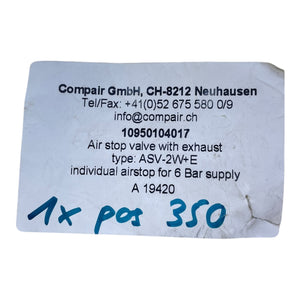 Compair GmbH, CH-8212 Neuhausen
Tel/Fax: +41(0)52 675 580 0/9
info@compair.ch
10950104017
Air stop valve with exhaust
type: ASV-2W+E
individual airstop for 6 Bar supply
A 19420
1x pos 350